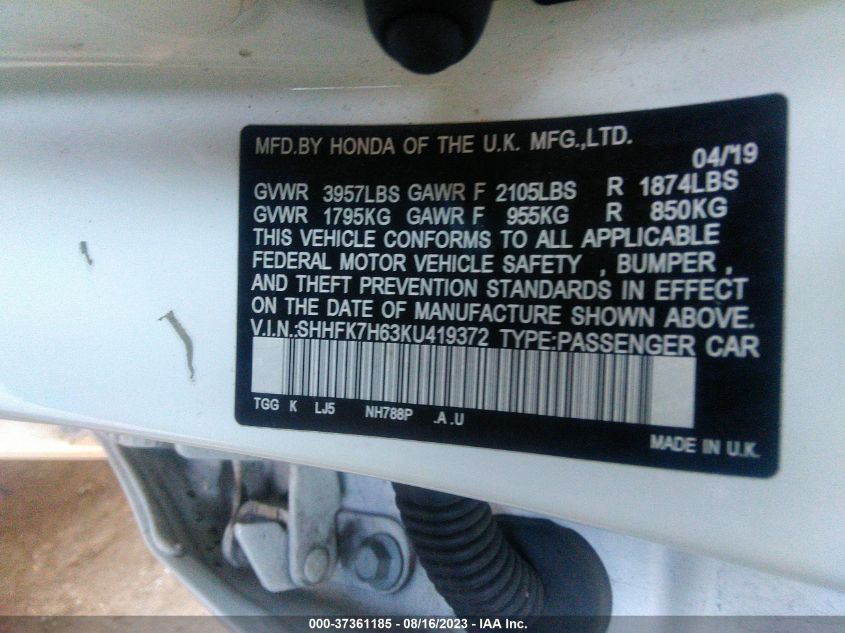 MFD.BY HONDA OF THE U.K. MFG.,LTD.
04/'19
GVWR 3957LBS GAWR F 2105LBS R 1874LBS
GVWR 1795KG GAWR F 955KG R 850KG
THIS VEHICLE CONFORMS TO ALL APPLICABLE
FEDERAL MOTOR VEHICLE SAFETY , BUMPER ,
AND THEFT PREVENTION STANDARDS IN EFFECT
ON THE DATE OF MANUFACTURE SHOWN ABOVE.
V.I.N.:SHHFK7H63KU419372 TYPE:PASSENGER CAR
TGG K LJ5 NH788P .A .U
MADE IN U.K.
000-37361185 - 08/16/2023 - IAA Inc.